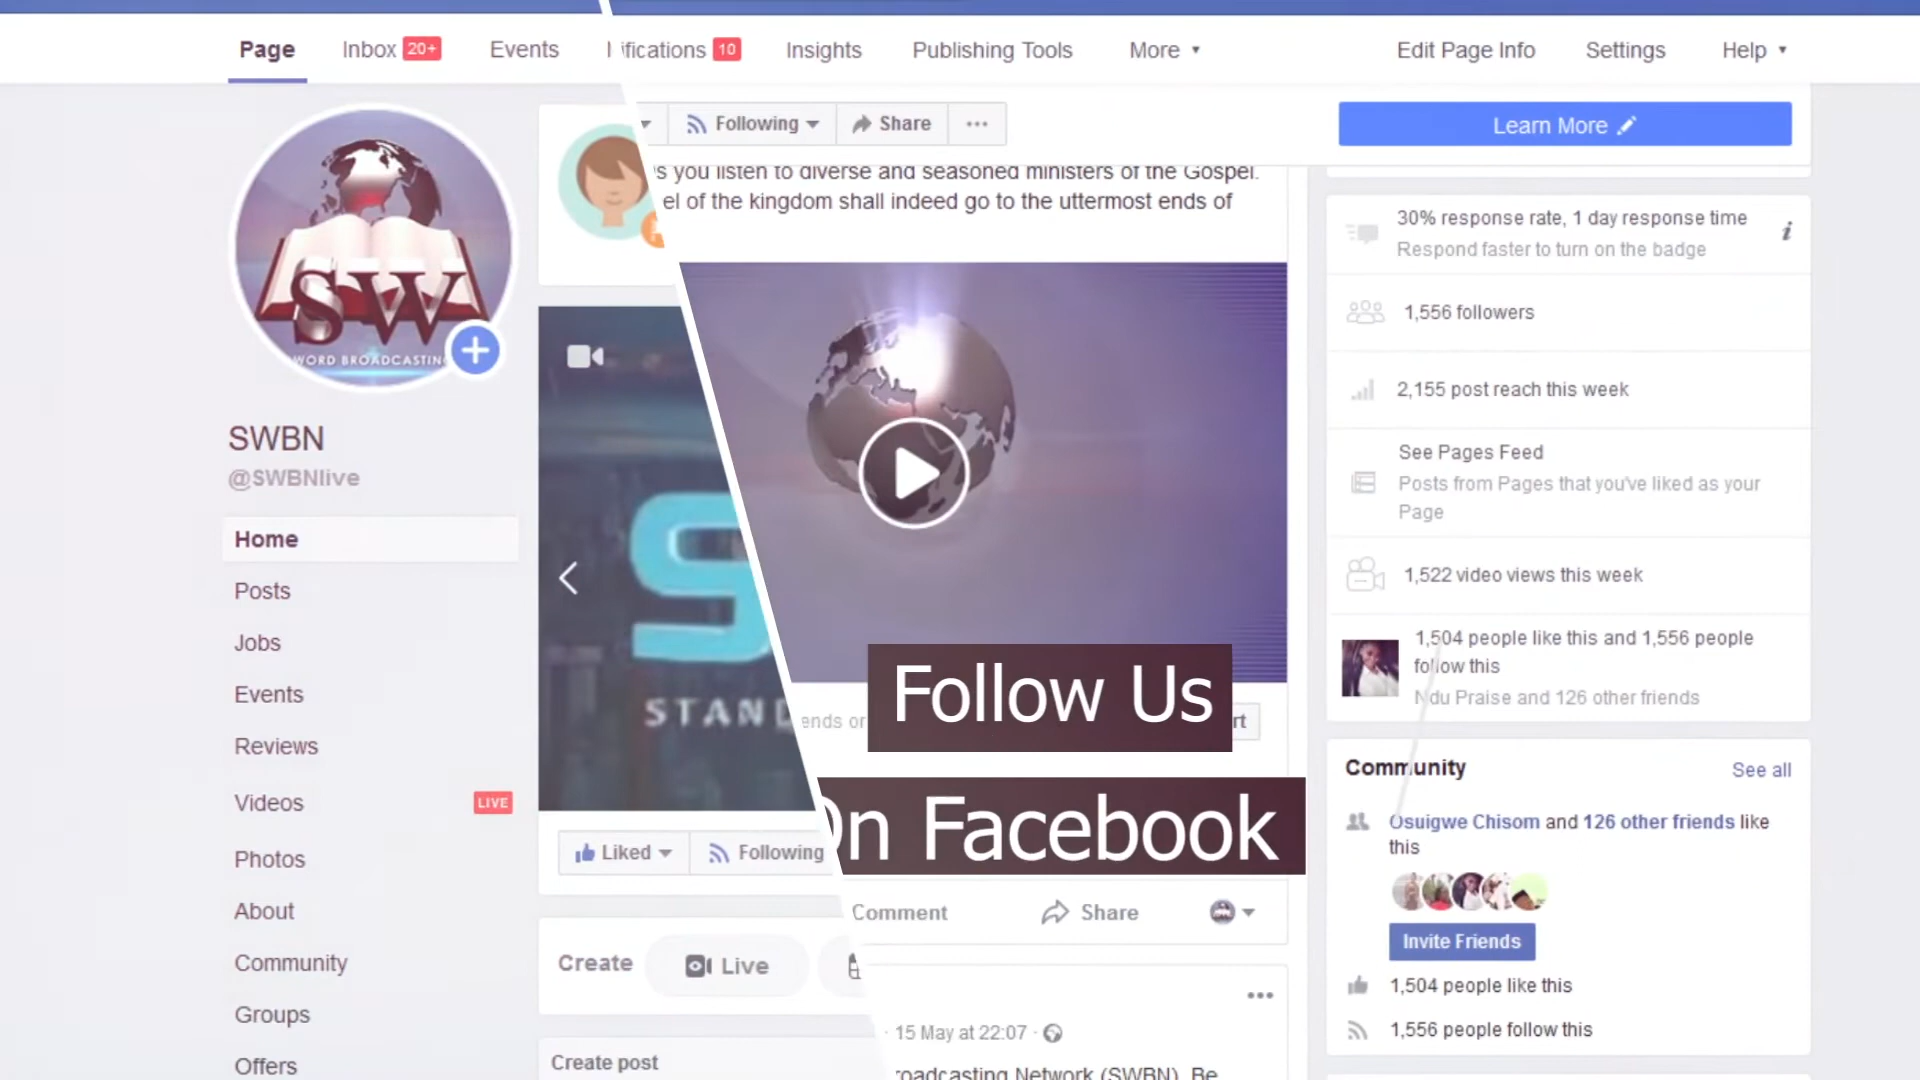 Page
Inbox 20+
Events
ifications 10
Insights
Publishing Tools
More
Edit Page Info
Settings
Help
SW
WORD BROADCASTIN
SWBN
@SWBNlive
Home
Posts
Jobs
Events
Reviews
Videos LIVE
Photos
About
Community
Groups
Offers
STAN
Liked
Following
Create
Live
Create post
Following
Share
s you listen to diverse and seasoned ministers of the Gospel.
el of the kingdom shall indeed go to the uttermost ends of
ends or
rt
Follow Us
On Facebook
Comment
Share
15 May at 22:07
roadcasting Network (SWBN). Be
Learn More
30% response rate, 1 day response time
Respond faster to turn on the badge
1,556 followers
2,155 post reach this week
See Pages Feed
Posts from Pages that you've liked as your
Page
1,522 video views this week
1,504 people like this and 1,556 people
follow this
Ndu Praise and 126 other friends
Community
See all
Osuigwe Chisom and 126 other friends like
this
Invite Friends
1,504 people like this
1,556 people follow this